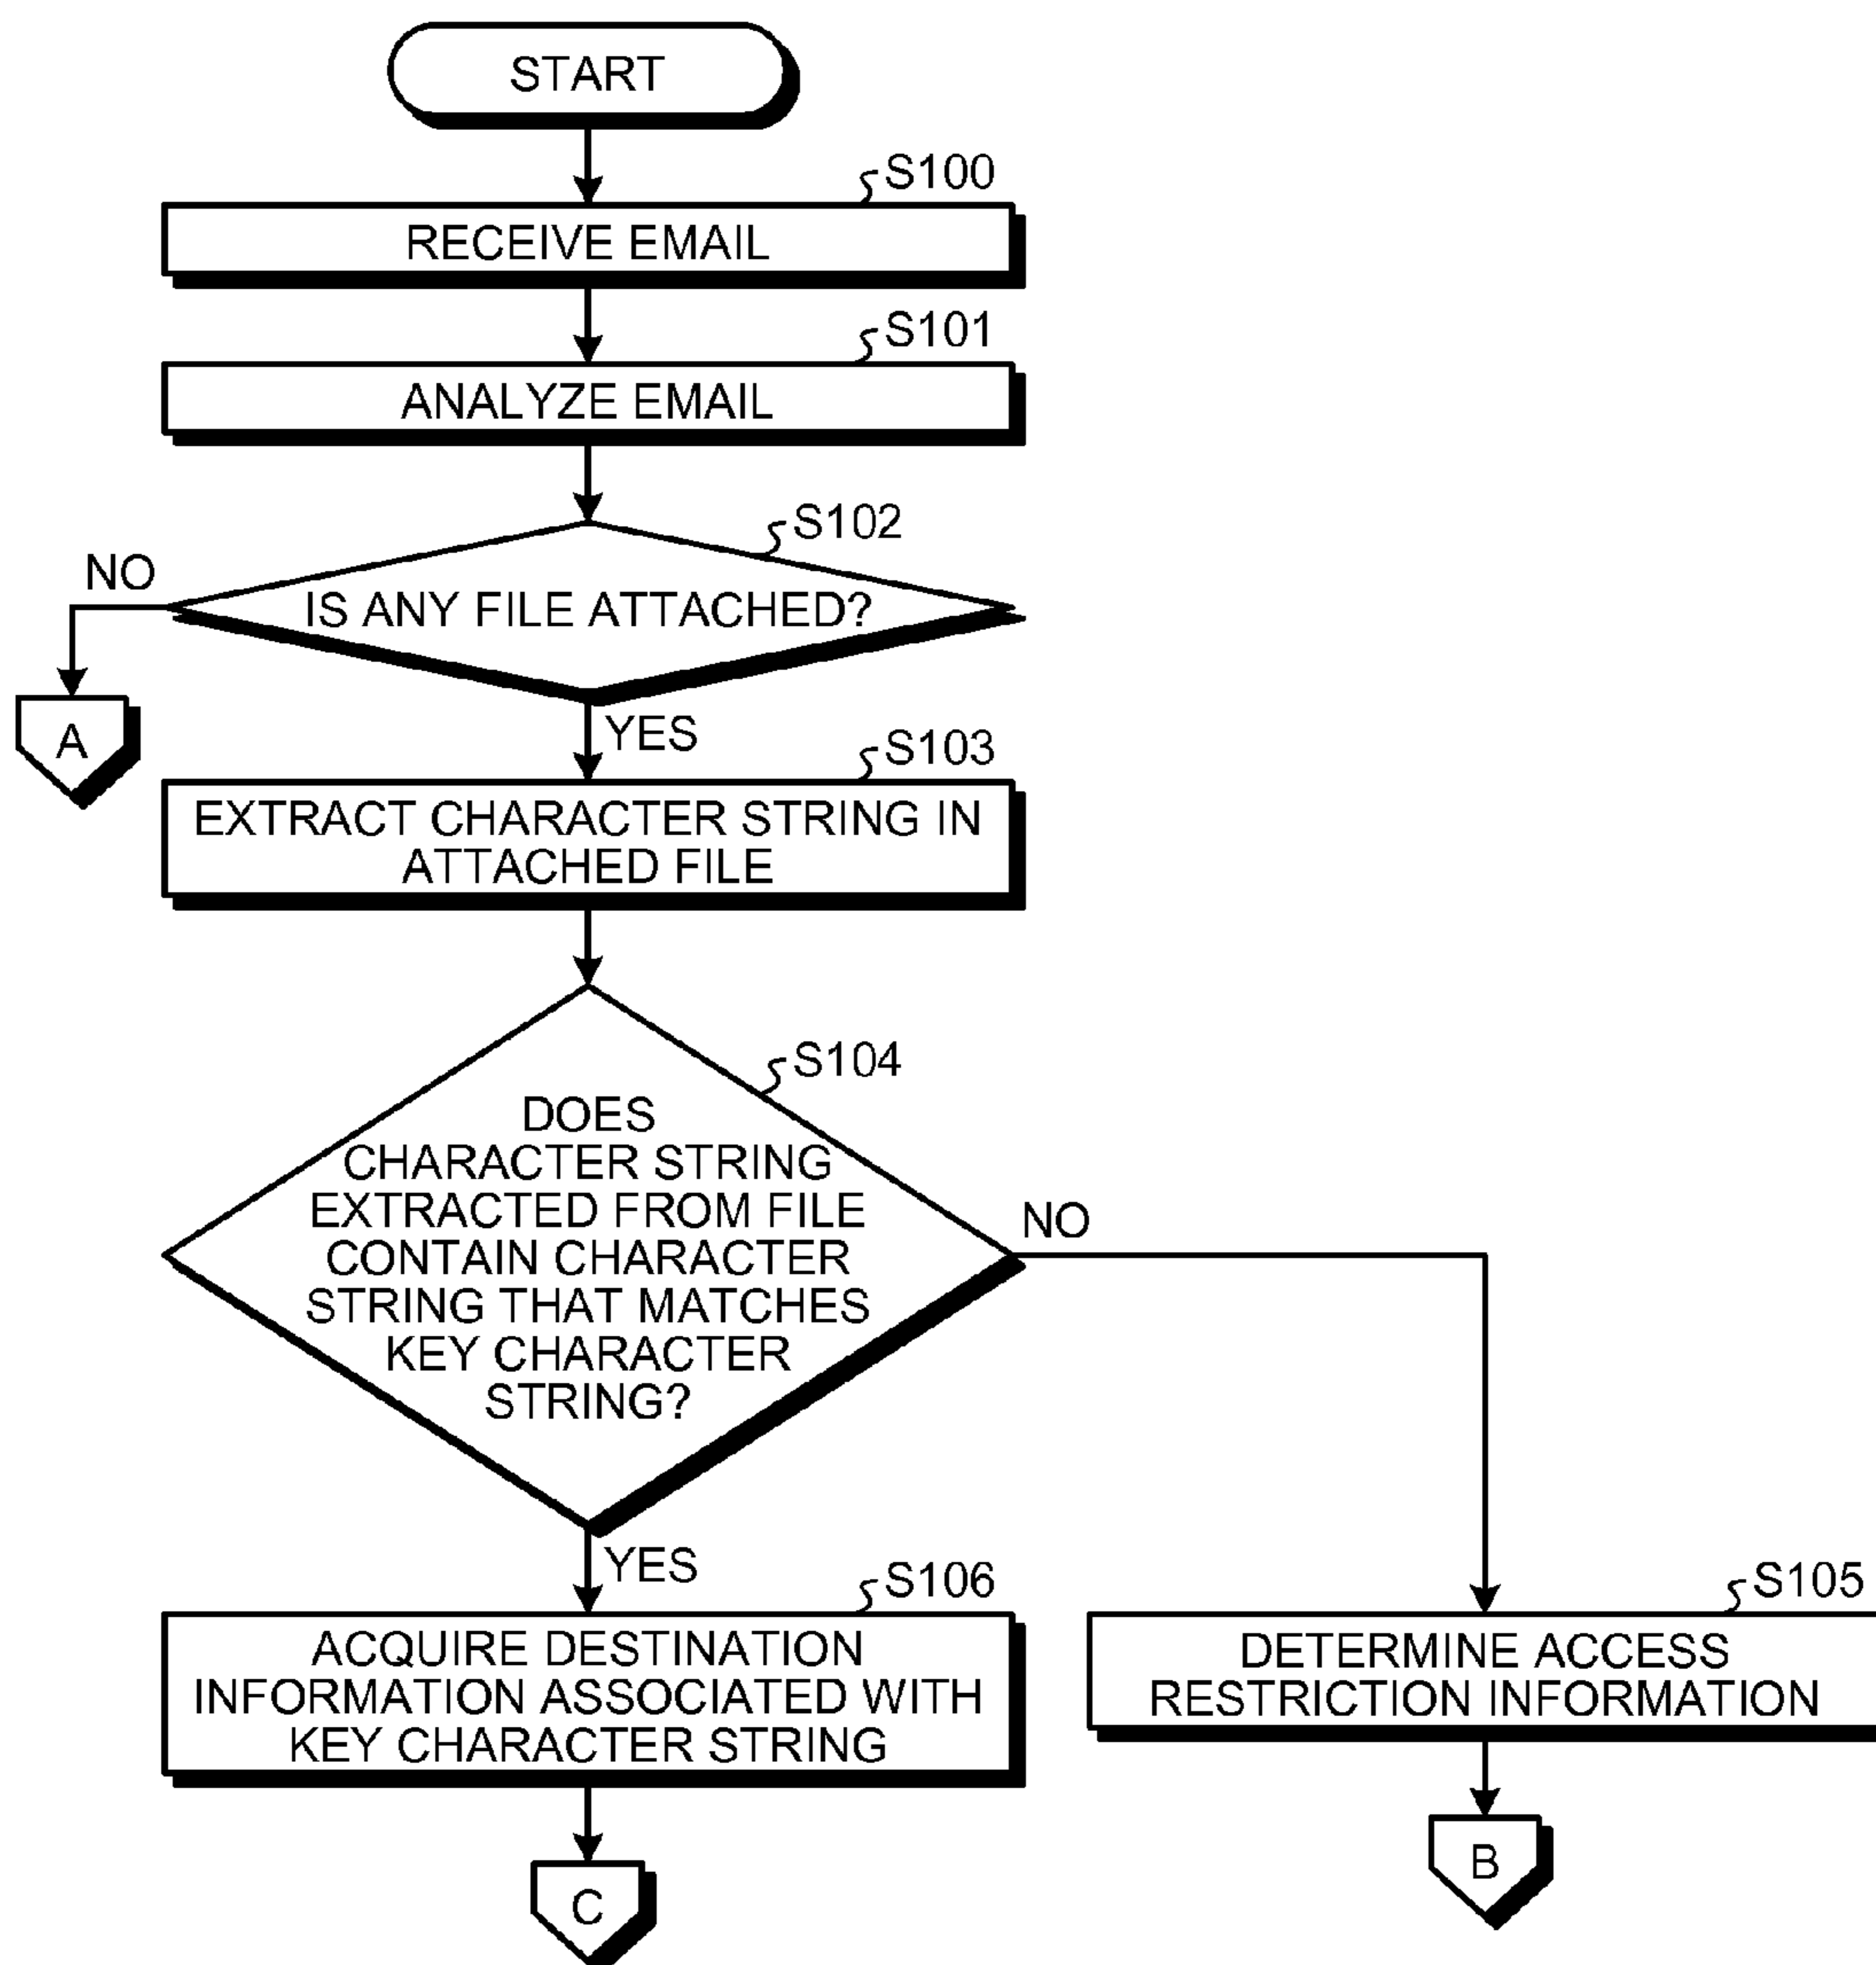 START
S100
RECEIVE EMAIL
S101
ANALYZE EMAIL
S102
NO
IS ANY FILE ATTACHED?
A
YES
S103
EXTRACT CHARACTER STRING IN
ATTACHED FILE
S104
DOES
CHARACTER STRING
EXTRACTED FROM FILE
CONTAIN CHARACTER
STRING THAT MATCHES
KEY CHARACTER
STRING?
NO
YES
S106
ACQUIRE DESTINATION
INFORMATION ASSOCIATED WITH
KEY CHARACTER STRING
S105
DETERMINE ACCESS
RESTRICTION INFORMATION
C
B